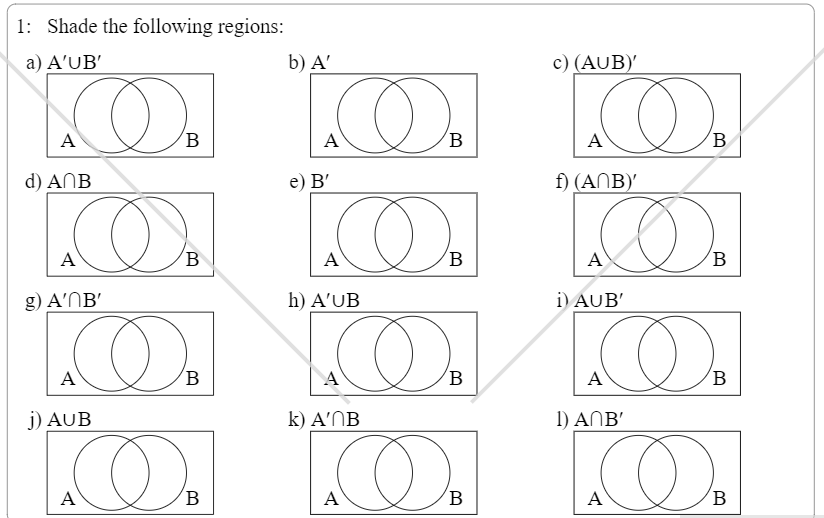 1: Shade the following regions:
a) A′∪B′ b) A′ c) (A∪B)′
A B A B A B
d) A∩B e) B′ f) (A∩B)′
A B A B A B
g) A′∩B′ h) A′∪B i) A∪B′
A B A B A B
j) A∪B k) A′∩B l) A∩B′
A B A B A B